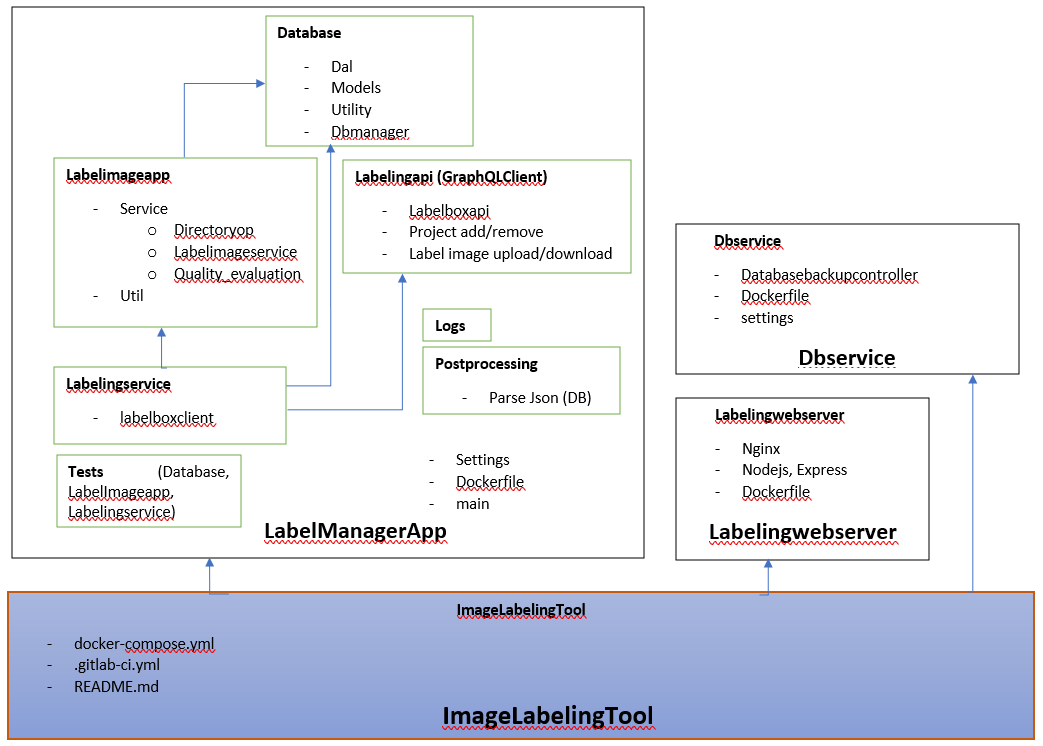 Database
- Dal
- Models
- Utility
- Dbmanager
Labelimageapp
- Service
o Directoryop
o Labelimageservice
o Quality_evaluation
- Util
Labelingapi (GraphQLClient)
- Labelboxapi
- Project add/remove
- Label image upload/download
Logs
Postprocessing
- Parse Json (DB)
Labelingservice
- labelboxclient
Tests (Database,
LabelImageapp,
Labelingservice)
- Settings
- Dockerfile
- main
LabelManagerApp
Dbservice
- Databasebackupcontroller
- Dockerfile
- settings
Dbservice
Labelingwebserver
- Nginx
- Nodejs, Express
- Dockerfile
Labelingwebserver
ImageLabelingTool
- docker-compose.yml
- .gitlab-ci.yml
- README.md
ImageLabelingTool